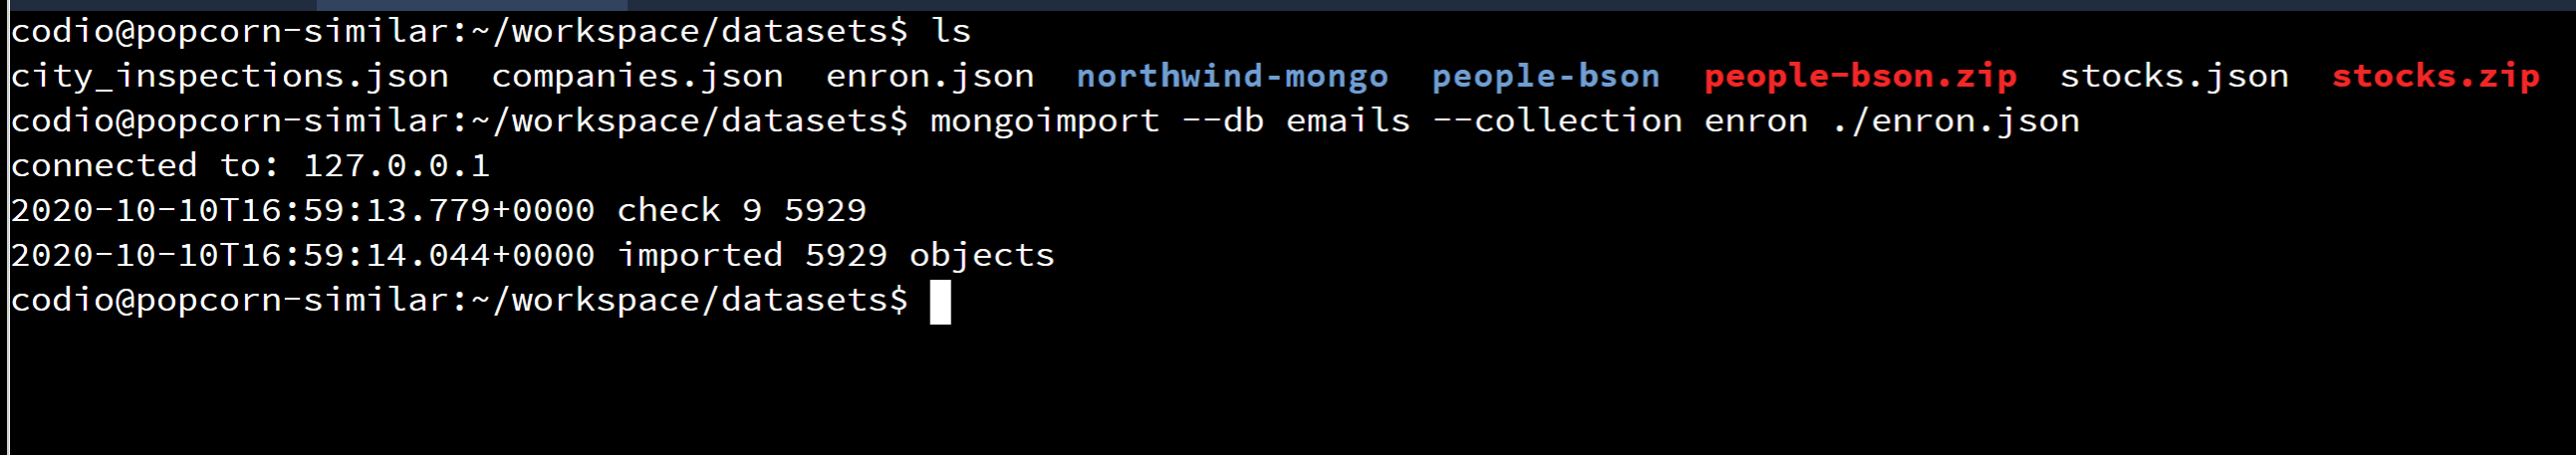 codio@popcorn-similar:~/workspace/datasets$ ls
city_inspections.json  companies.json  enron.json  northwind-mongo  people-bson  people-bson.zip  stocks.json  stocks.zip
codio@popcorn-similar:~/workspace/datasets$ mongoimport --db emails --collection enron ./enron.json
connected to: 127.0.0.1
2020-10-10T16:59:13.779+0000 check 9 5929
2020-10-10T16:59:14.044+0000 imported 5929 objects
codio@popcorn-similar:~/workspace/datasets$